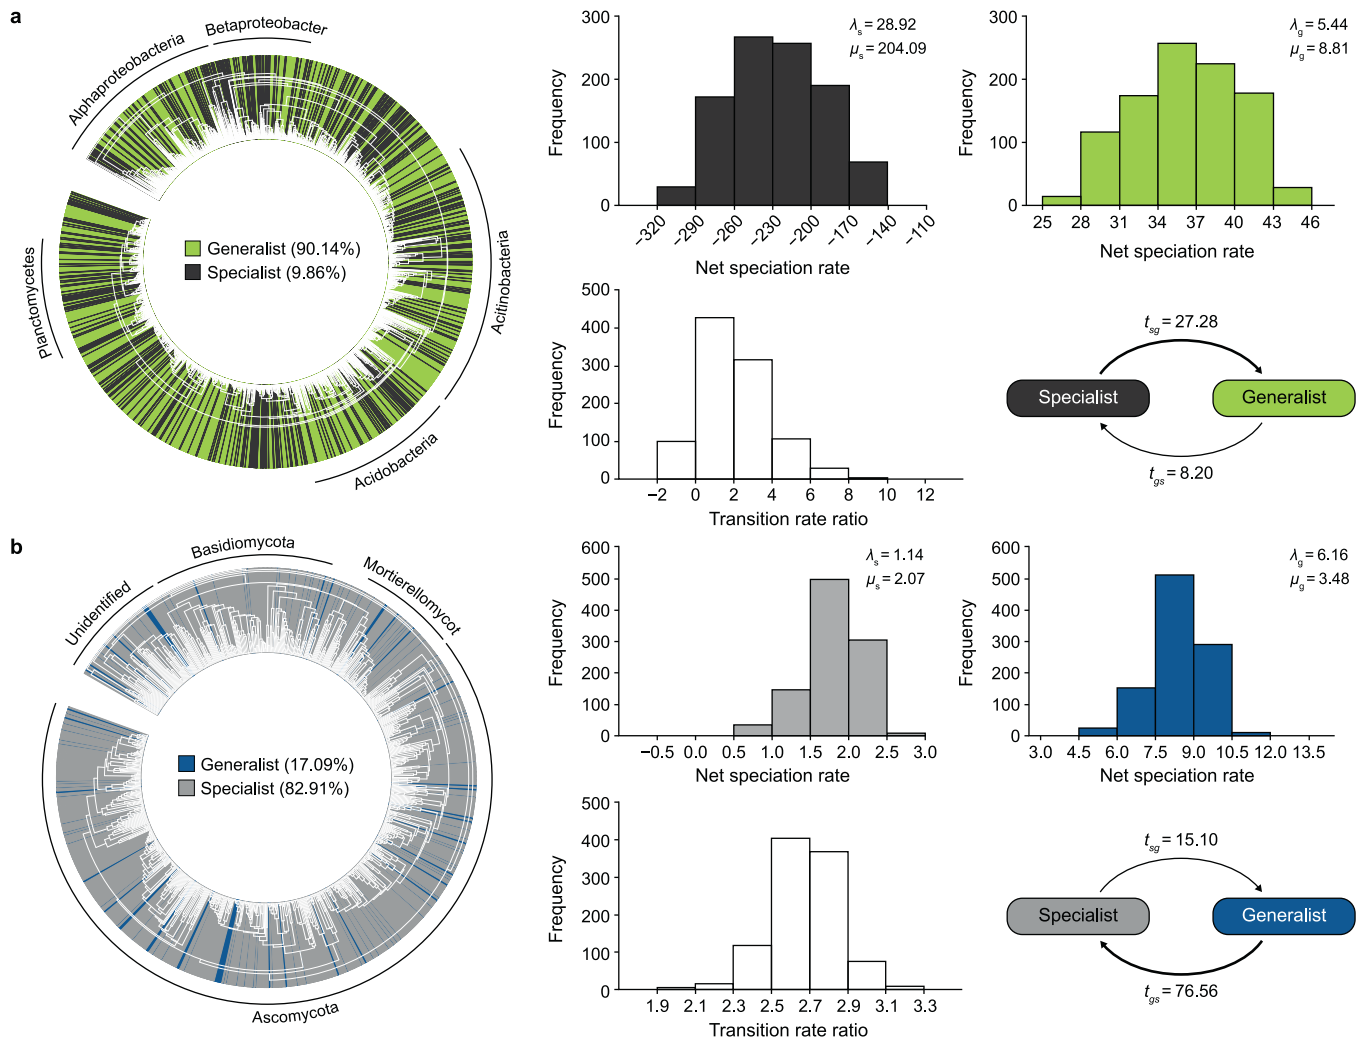 a
Alphaproteobacteria
Betaproteobacter
Acitinobacteria
Acidobacteria
Planctomycetes
Generalist (90.14%)
Specialist (9.86%)
300
200
100
0
Frequency
−320
−290
−260
−230
−200
−170
−140
−110
Net speciation rate
λs = 28.92
μs = 204.09
300
200
100
0
Frequency
25
28
31
34
37
40
43
46
Net speciation rate
λg = 5.44
μg = 8.81
500
400
300
200
100
0
Frequency
−2
0
2
4
6
8
10
12
Transition rate ratio
tsg = 27.28
Specialist
Generalist
tgs = 8.20
b
Unidentified
Basidiomycota
Mortierellomycot
Ascomycota
Generalist (17.09%)
Specialist (82.91%)
600
500
400
300
200
100
0
Frequency
−0.5
0.0
0.5
1.0
1.5
2.0
2.5
3.0
Net speciation rate
λs = 1.14
μs = 2.07
600
500
400
300
200
100
0
Frequency
3.0
4.5
6.0
7.5
9.0
10.5
12.0
13.5
Net speciation rate
λg = 6.16
μg = 3.48
500
400
300
200
100
0
Frequency
1.9
2.1
2.3
2.5
2.7
2.9
3.1
3.3
Transition rate ratio
tsg = 15.10
Specialist
Generalist
tgs = 76.56